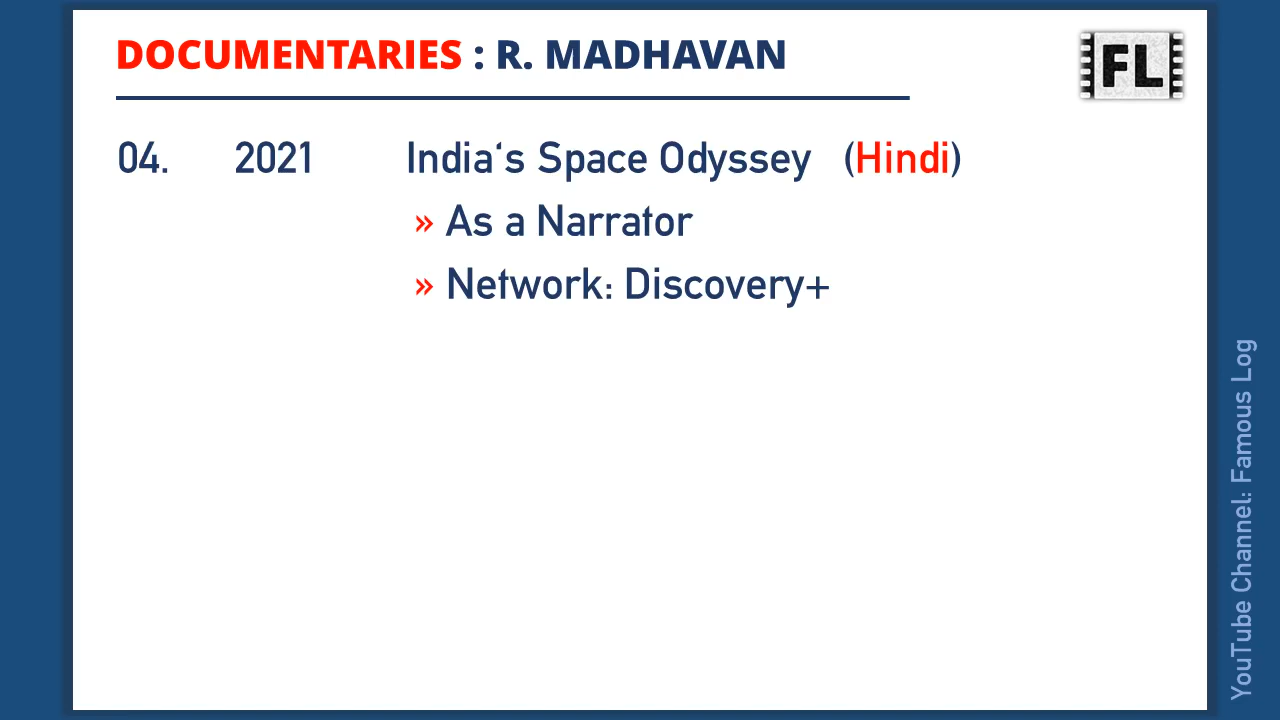 DOCUMENTARIES : R. MADHAVAN
FL
04. 2021 India‘s Space Odyssey (Hindi)
» As a Narrator
» Network: Discovery+
YouTube Channel: Famous Log